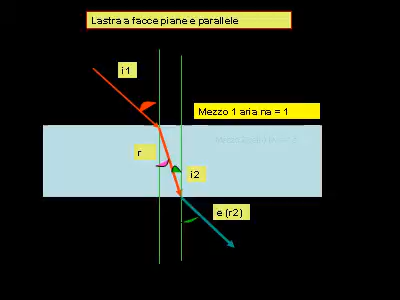 Lastra a facce piane e parallele
i1
Mezzo 1 aria na = 1
r
i2
e (r2)